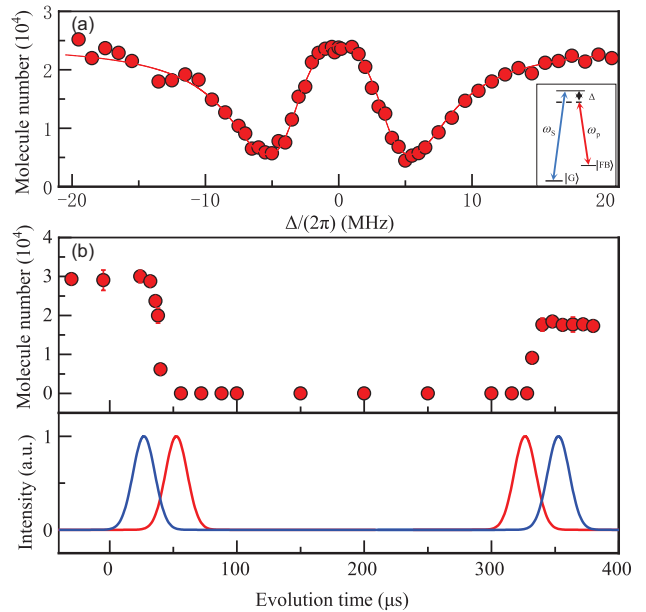 (a)
Molecule number (10⁴)
3
2
1
0
-20
-10
0
10
20
Δ/(2π) (MHz)
Δ
ωS
ωp
|FB⟩
|G⟩
(b)
Molecule number (10⁴)
4
3
2
1
0
Intensity (a.u.)
1
0
0
100
200
300
400
Evolution time (μs)